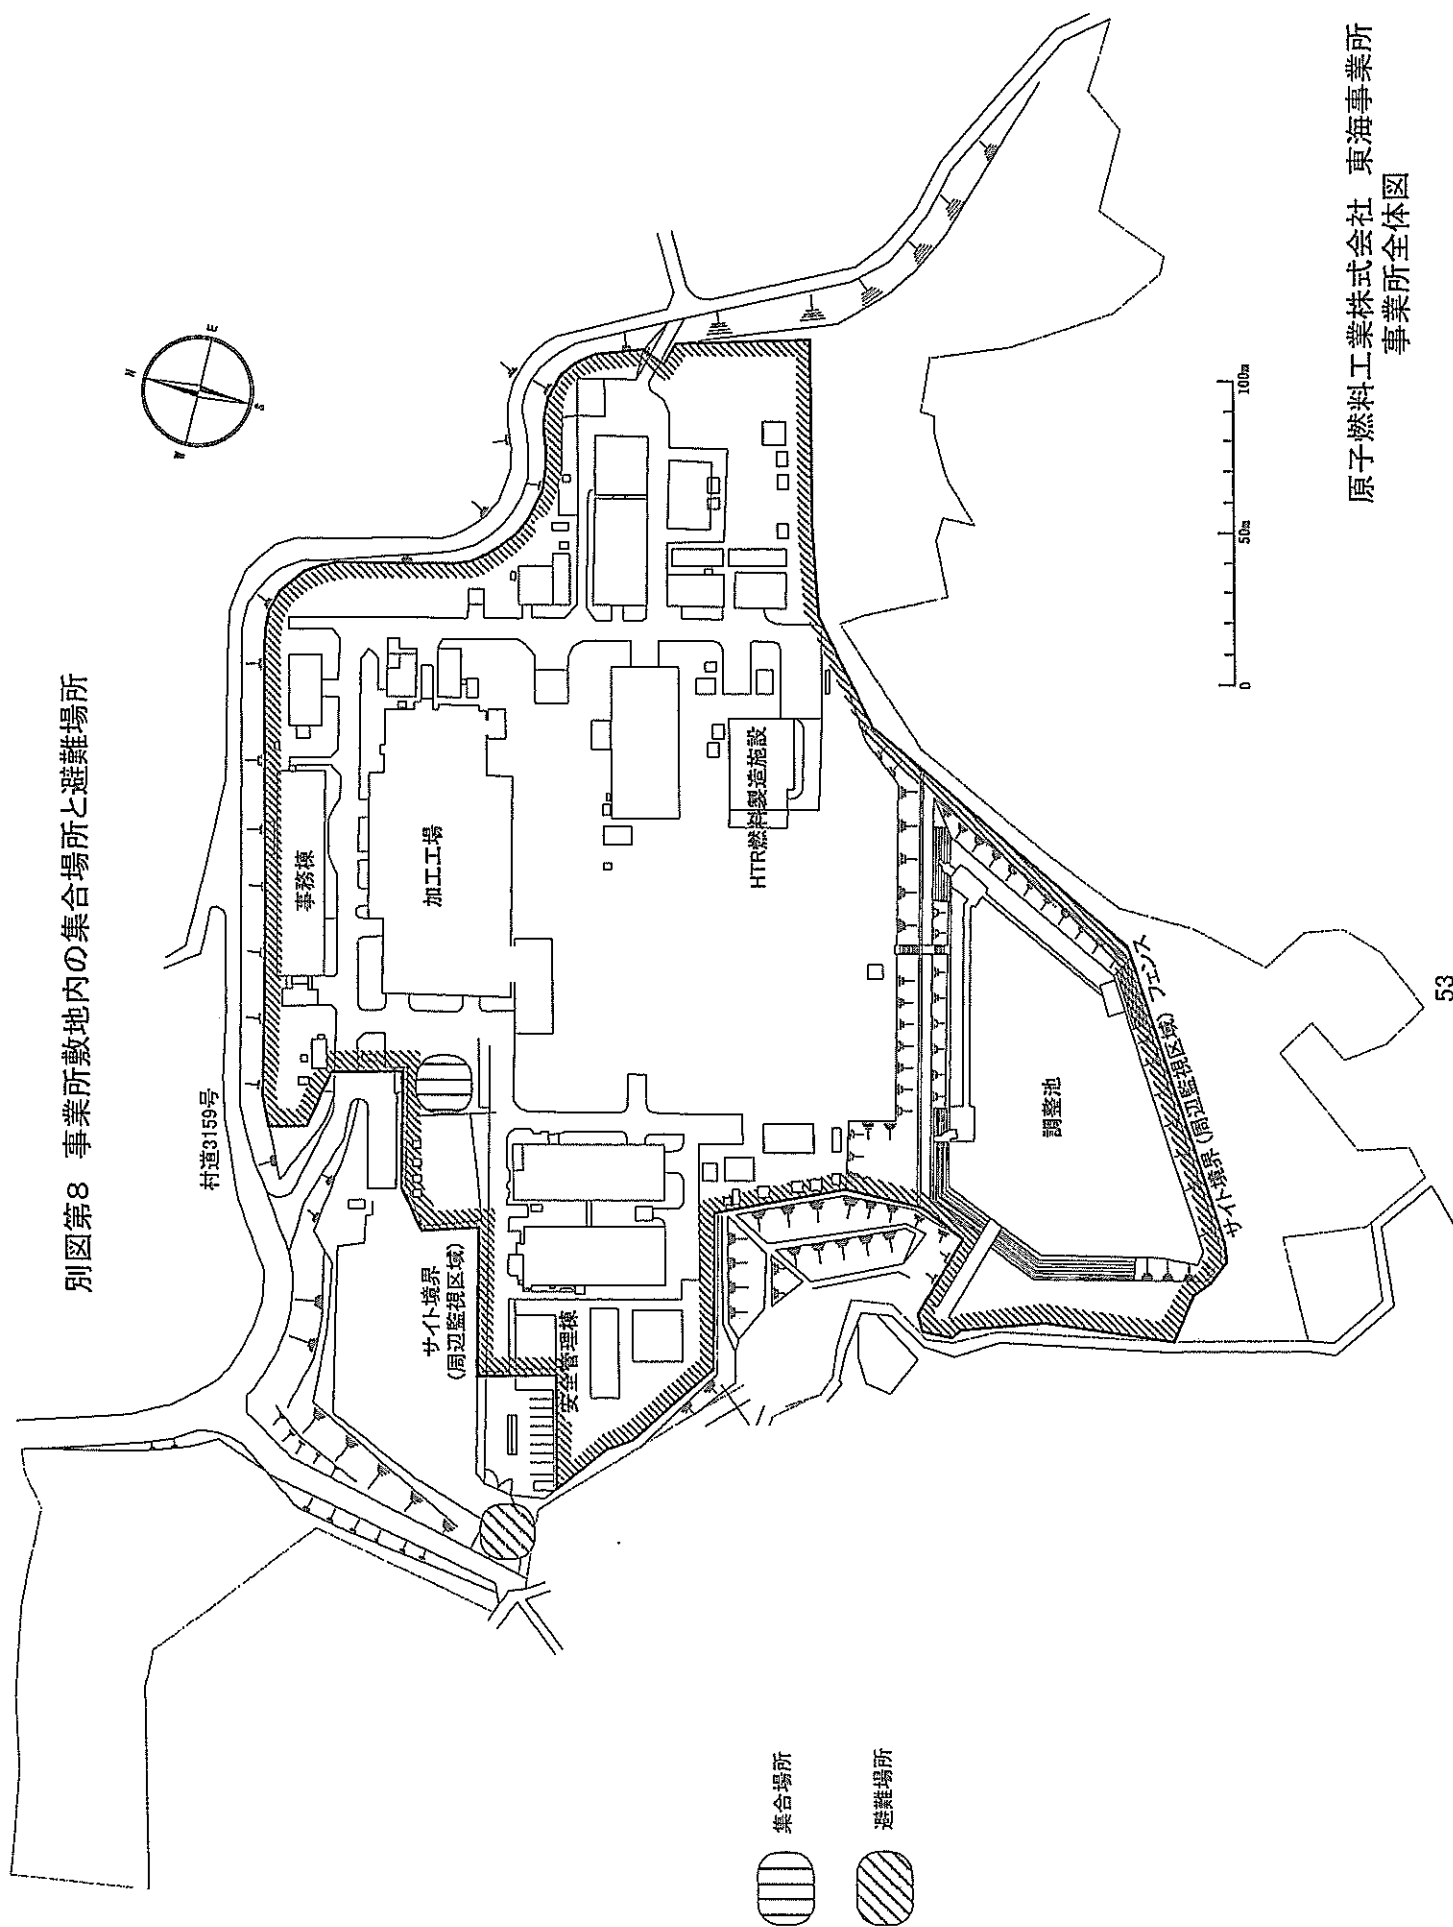 別図第8 事業所敷地内の集合場所と避難場所
N
E
S
W
村道3159号
事務棟
加工工場
HTR燃料製造施設
サイト境界
(周辺監視区域)
安全管理棟
調整池
サイト境界(周辺監視区域) フェンス
集合場所
避難場所
0
50m
100m
原子燃料工業株式会社 東海事業所
事業所全体図
53